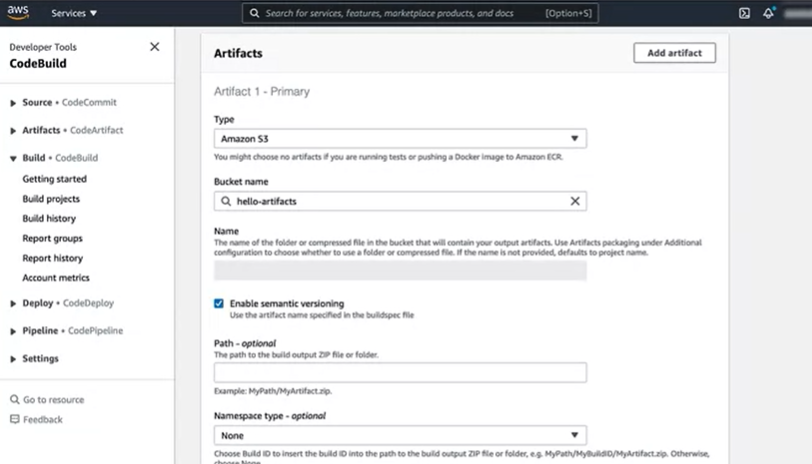 aws
Services
Search for services, features, marketplace products, and docs
[Option+S]
Developer Tools
CodeBuild
Source • CodeCommit
Artifacts • CodeArtifact
Build • CodeBuild
Getting started
Build projects
Build history
Report groups
Report history
Account metrics
Deploy • CodeDeploy
Pipeline • CodePipeline
Settings
Go to resource
Feedback
Artifacts
Add artifact
Artifact 1 - Primary
Type
Amazon S3
You might choose no artifacts if you are running tests or pushing a Docker image to Amazon ECR.
Bucket name
hello-artifacts
Name
The name of the folder or compressed file in the bucket that will contain your output artifacts. Use Artifacts packaging under Additional
configuration to choose whether to use a folder or compressed file. If the name is not provided, defaults to project name.
Enable semantic versioning
Use the artifact name specified in the buildspec file
Path - optional
The path to the build output ZIP file or folder.
Example: MyPath/MyArtifact.zip.
Namespace type - optional
None
Choose Build ID to insert the build ID into the path to the build output ZIP file or folder, e.g. MyPath/MyBuildID/MyArtifact.zip. Otherwise,
choose None.